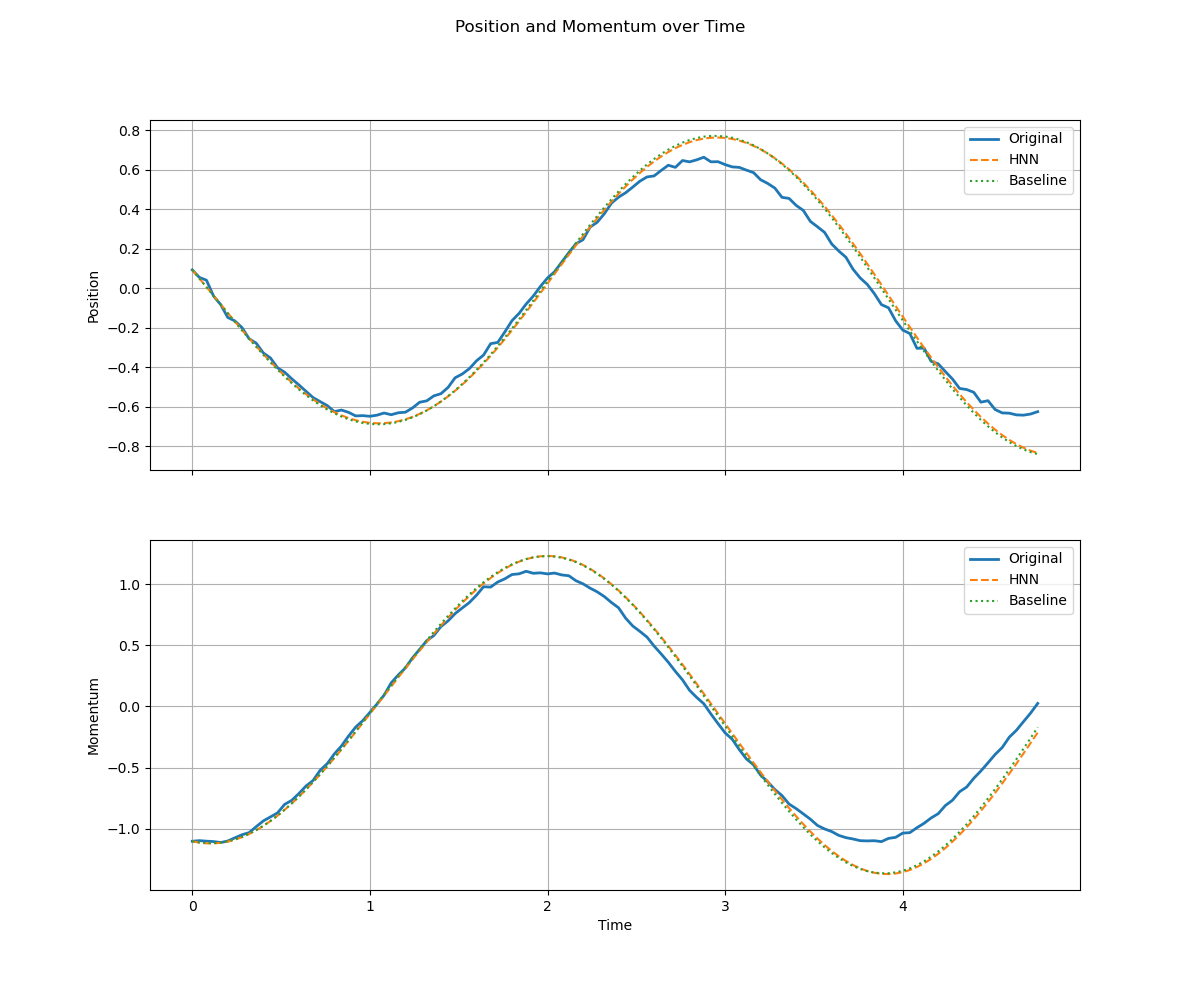 Position and Momentum over Time
Position
0.8
0.6
0.4
0.2
0.0
−0.2
−0.4
−0.6
−0.8
Original
HNN
Baseline
Momentum
1.0
0.5
0.0
−0.5
−1.0
Original
HNN
Baseline
0 1 2 3 4
Time